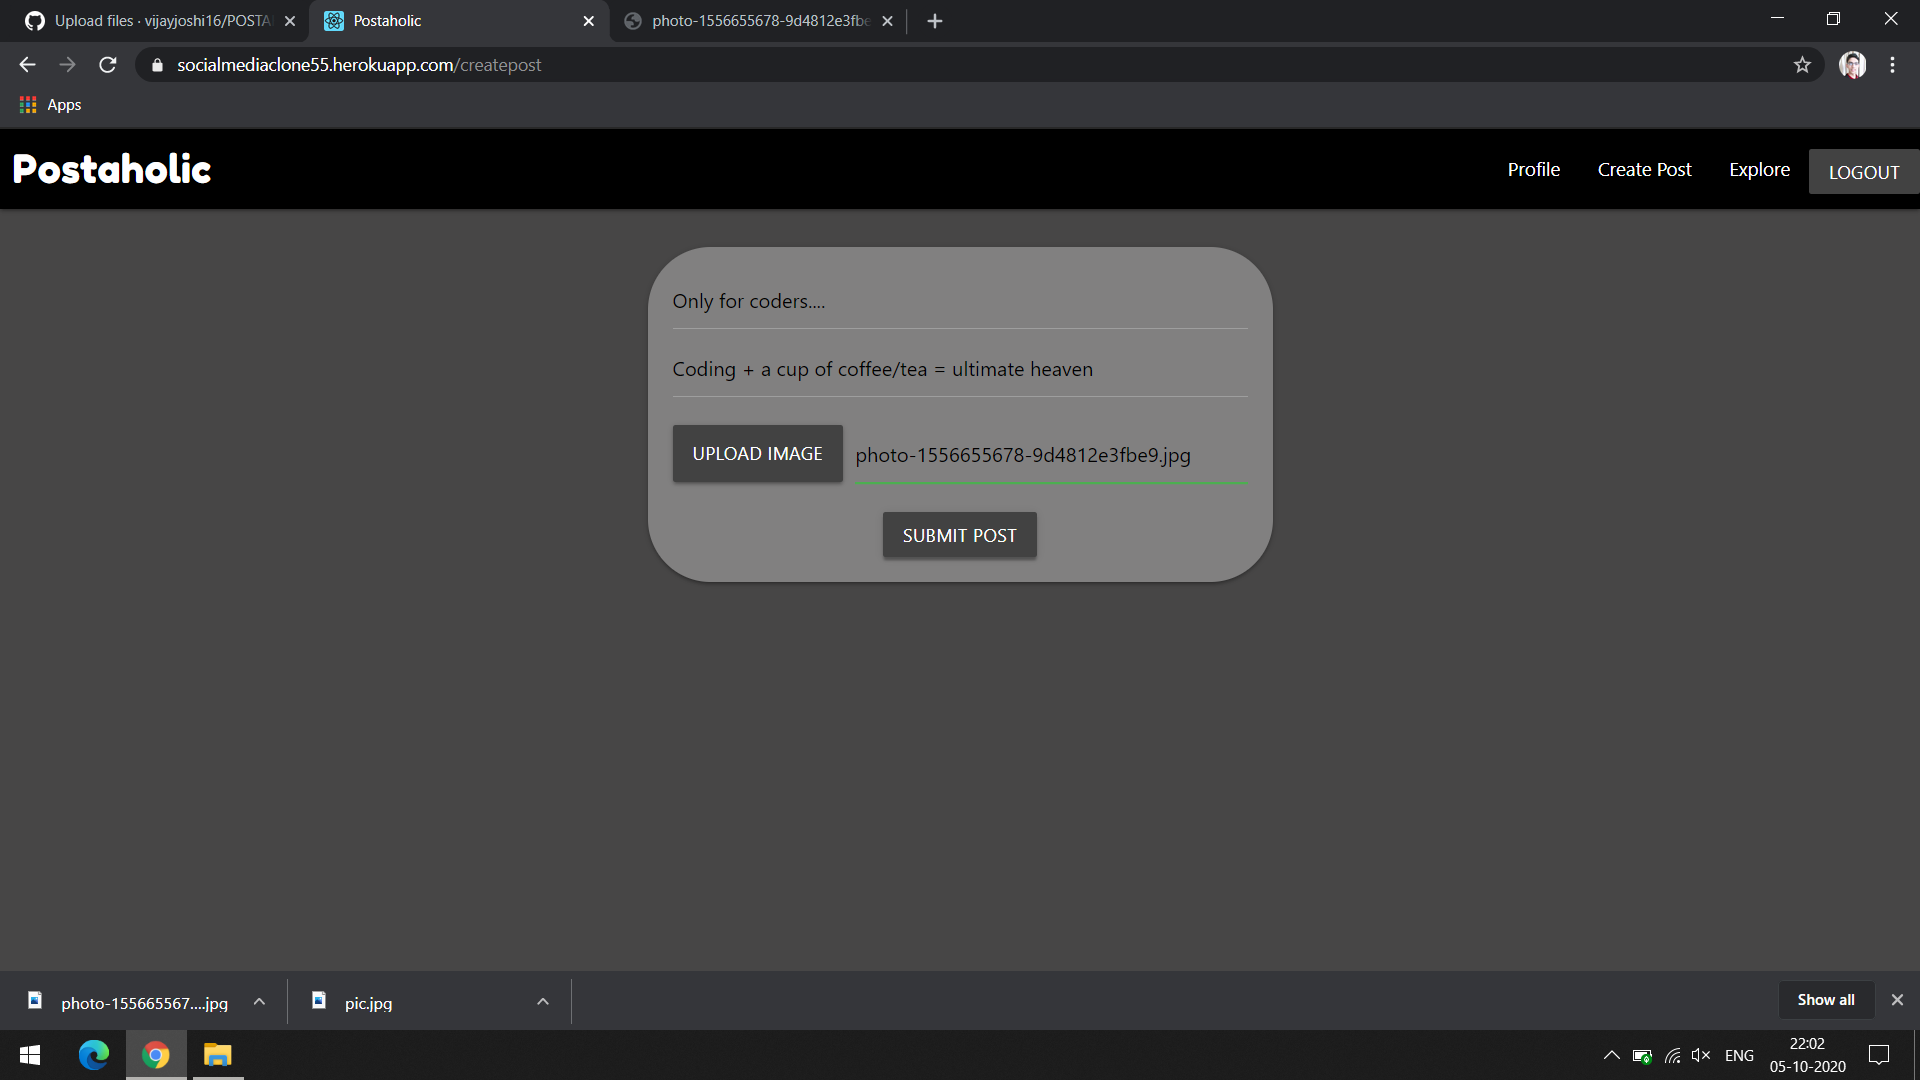 Upload files · vijayjoshi16/POSTA
Postaholic
photo-1556655678-9d4812e3fbe
socialmediaclone55.herokuapp.com/createpost
Apps
Postaholic
Profile
Create Post
Explore
LOGOUT
Only for coders....
Coding + a cup of coffee/tea = ultimate heaven
UPLOAD IMAGE
photo-1556655678-9d4812e3fbe9.jpg
SUBMIT POST
photo-155665567....jpg
pic.jpg
Show all
ENG
22:02
05-10-2020